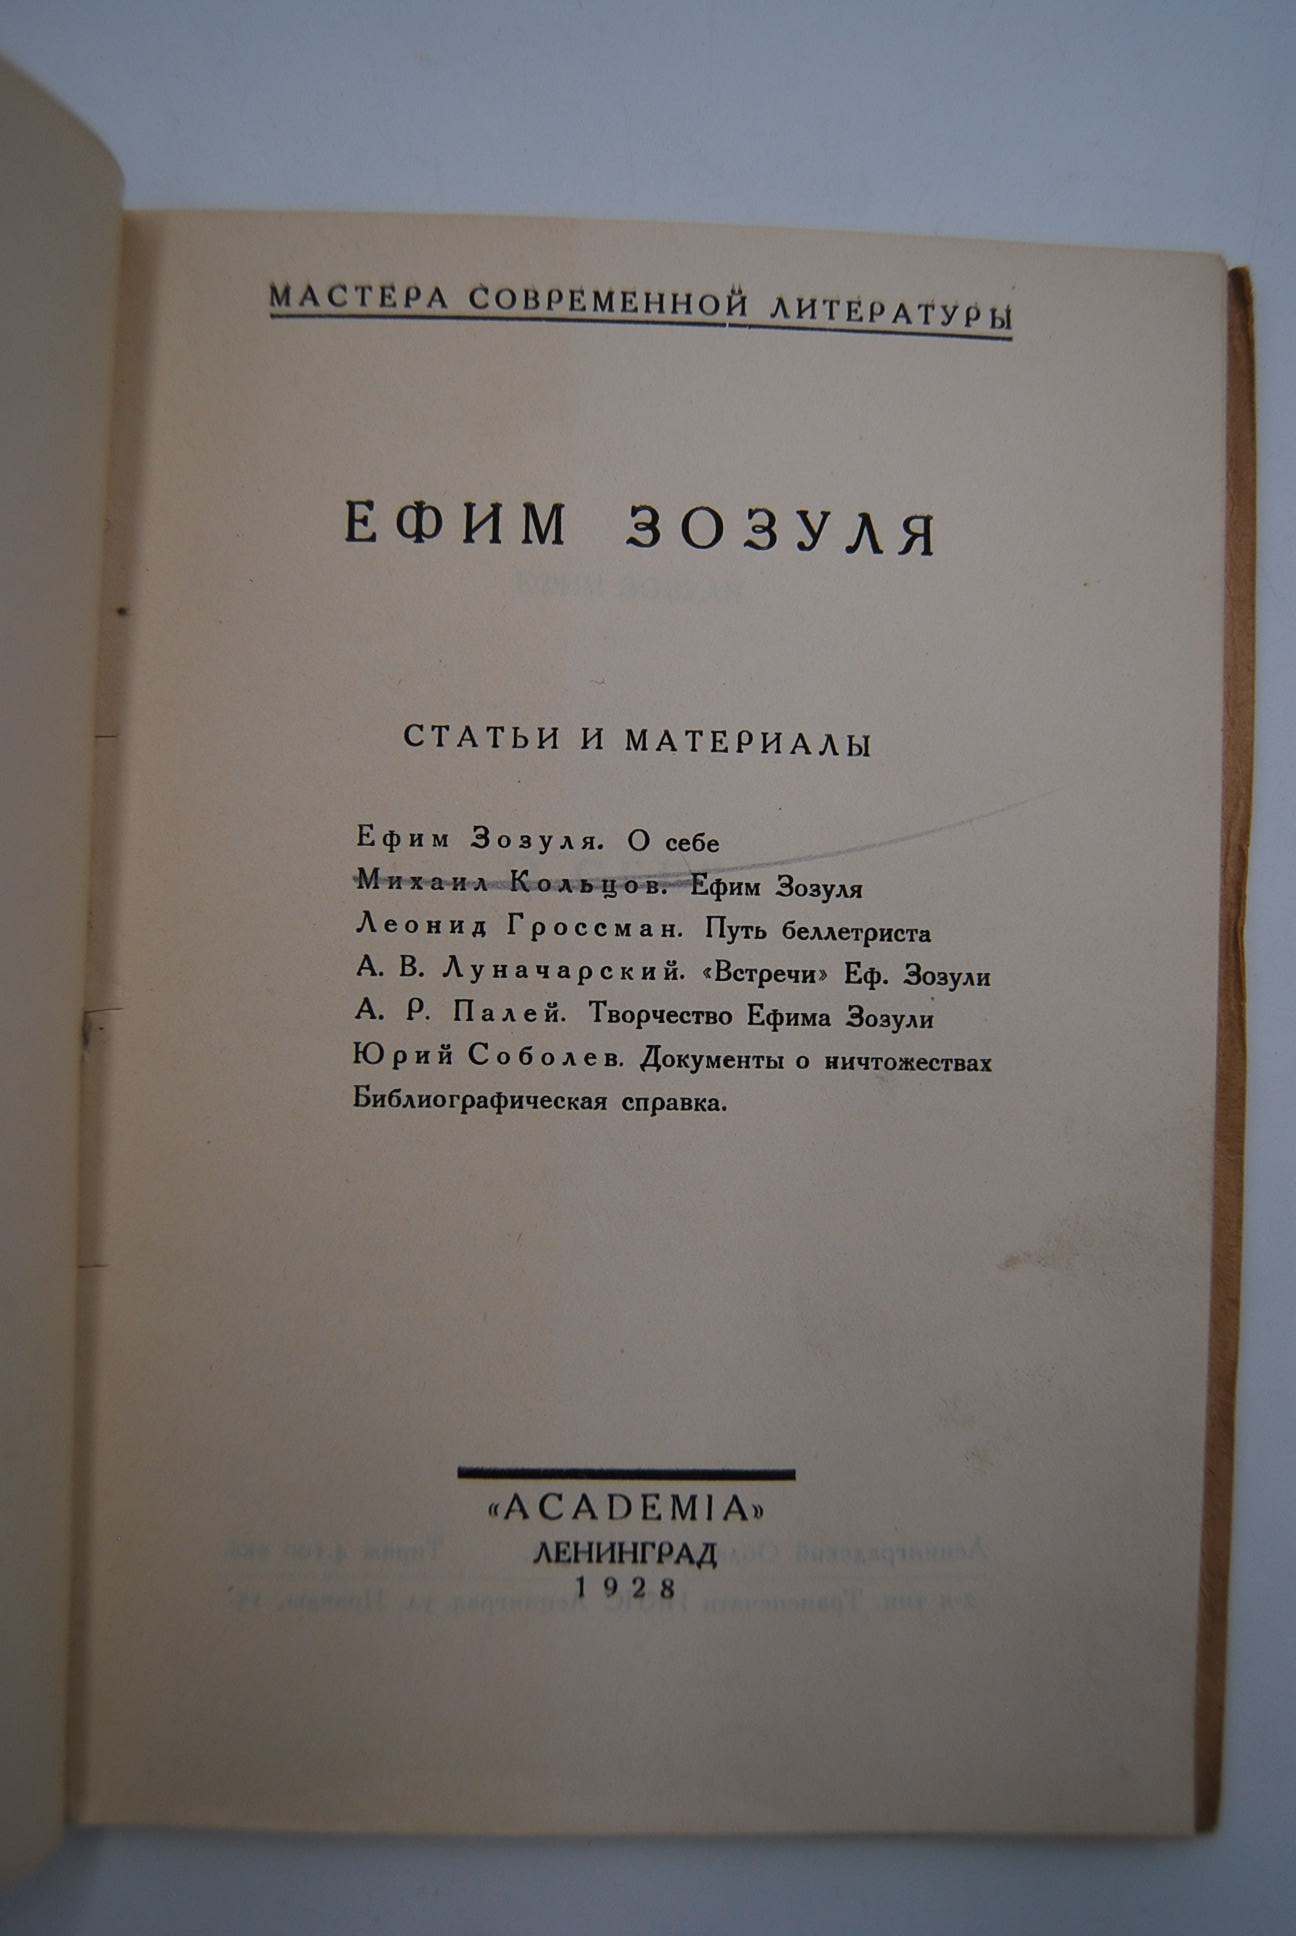 МАСТЕРА СОВРЕМЕННОЙ ЛИТЕРАТУРЫ
ЕФИМ ЗОЗУЛЯ
СТАТЬИ И МАТЕРИАЛЫ
Ефим Зозуля. О себе
Михаил Кольцов. Ефим Зозуля
Леонид Гроссман. Путь беллетриста
А. В. Луначарский. «Встречи» Еф. Зозули
А. Р. Палей. Творчество Ефима Зозули
Юрий Соболев. Документы о ничтожествах
Библиографическая справка.
«ACADEMIA»
ЛЕНИНГРАД
1928